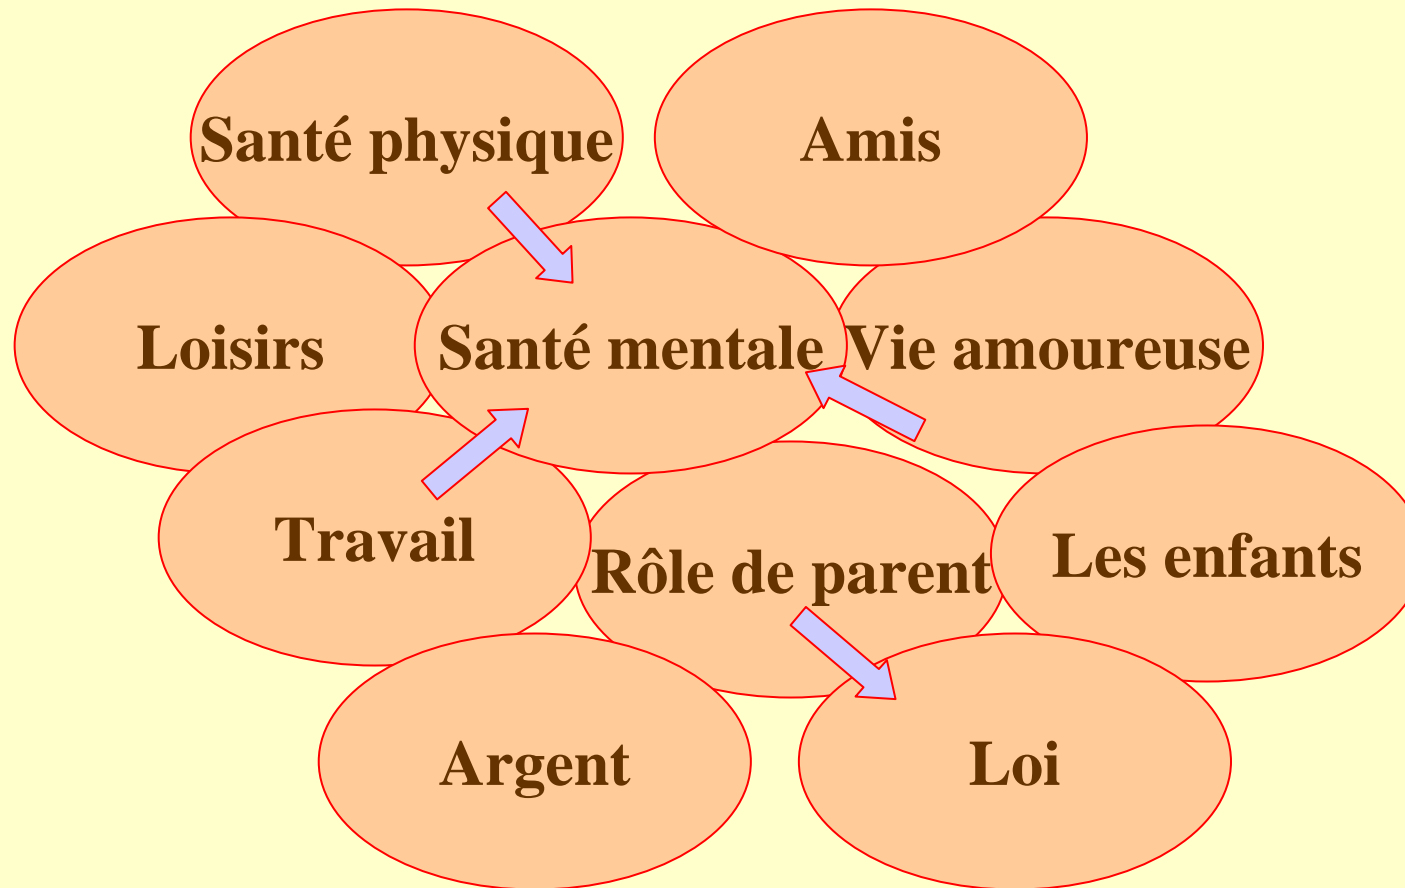 Santé physique
Amis
Loisirs
Santé mentale
Vie amoureuse
Travail
Rôle de parent
Les enfants
Argent
Loi